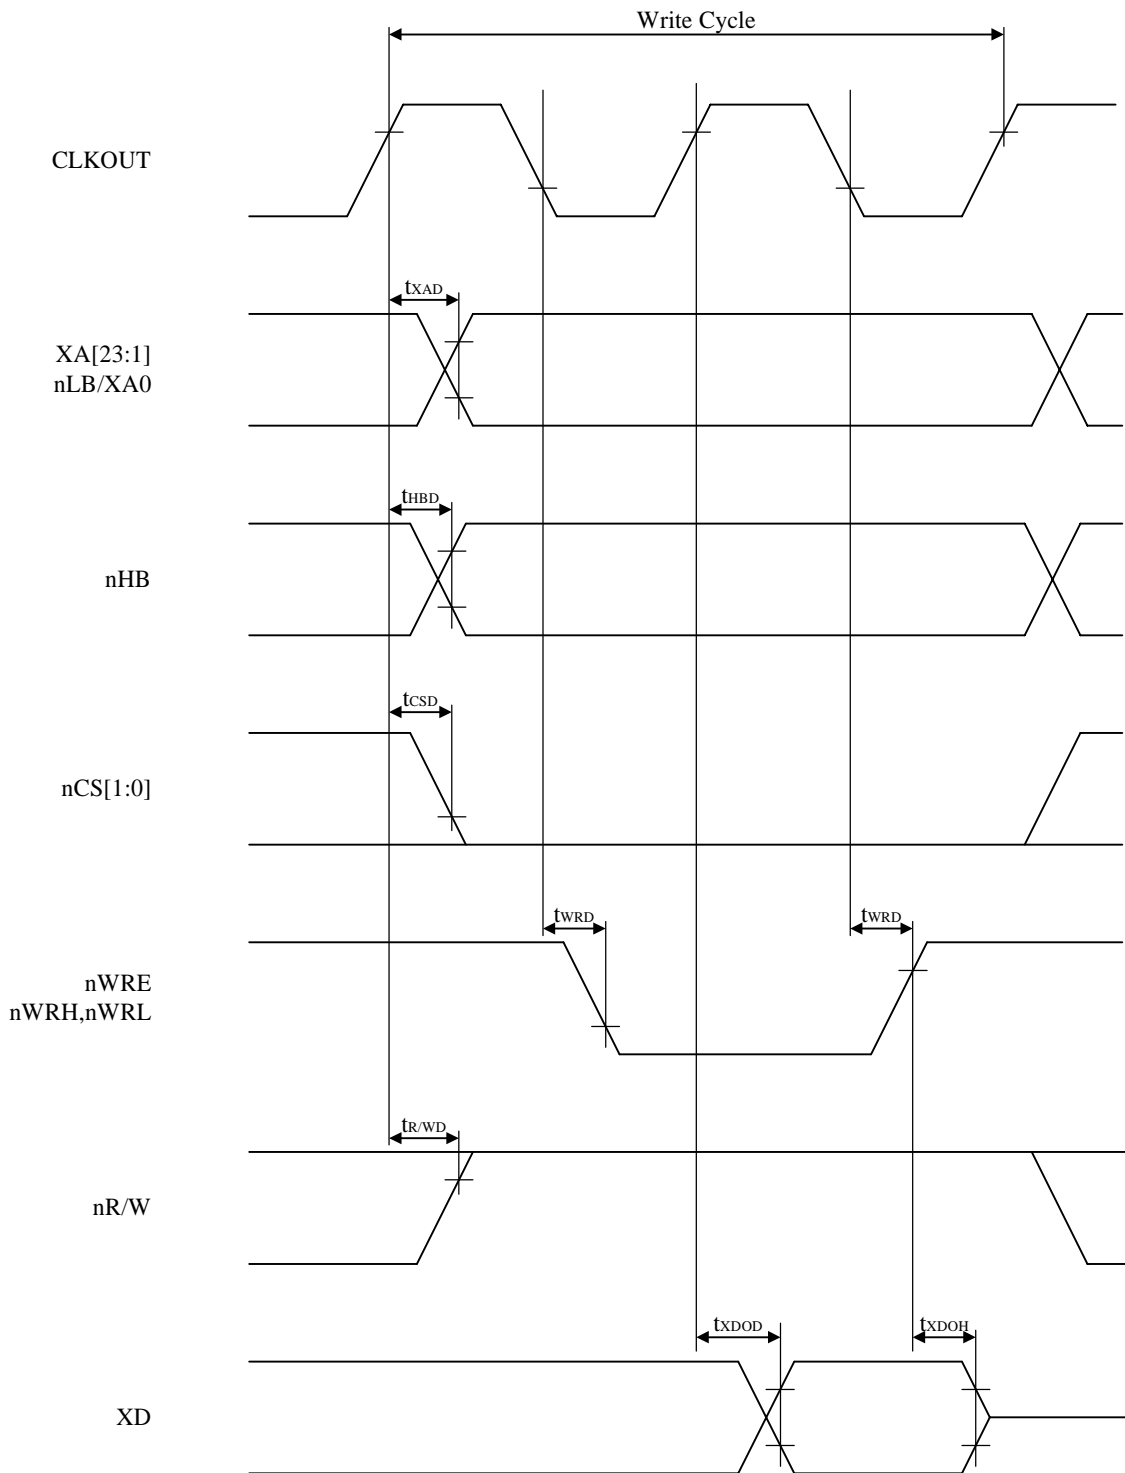 Write Cycle
CLKOUT
tXAD
XA[23:1]
nLB/XA0
tHBD
nHB
tCSD
nCS[1:0]
tWRD tWRD
nWRE
nWRH,nWRL
tR/WD
nR/W
tXDOD tXDOH
XD